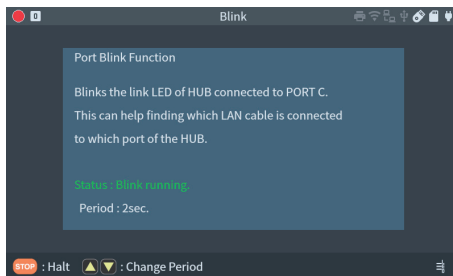 0 Blink
Port Blink Function
Blinks the link LED of HUB connected to PORT C.
This can help finding which LAN cable is connected
to which port of the HUB.
Status : Blink running.
Period : 2sec.
STOP : Halt : Change Period